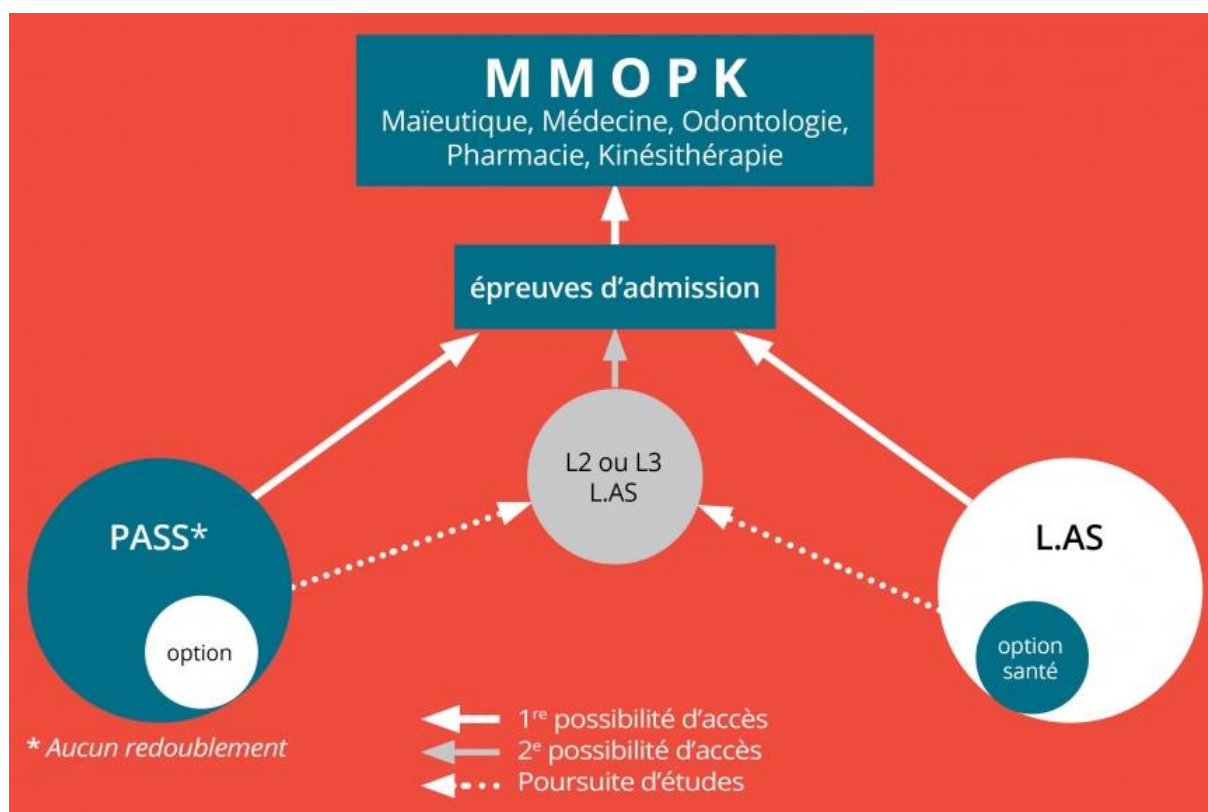 M M O P K
Maïeutique, Médecine, Odontologie,
Pharmacie, Kinésithérapie
épreuves d'admission
L2 ou L3
L.AS
PASS*
option
L.AS
option
santé
* Aucun redoublement
1re possibilité d'accès
2e possibilité d'accès
Poursuite d'études